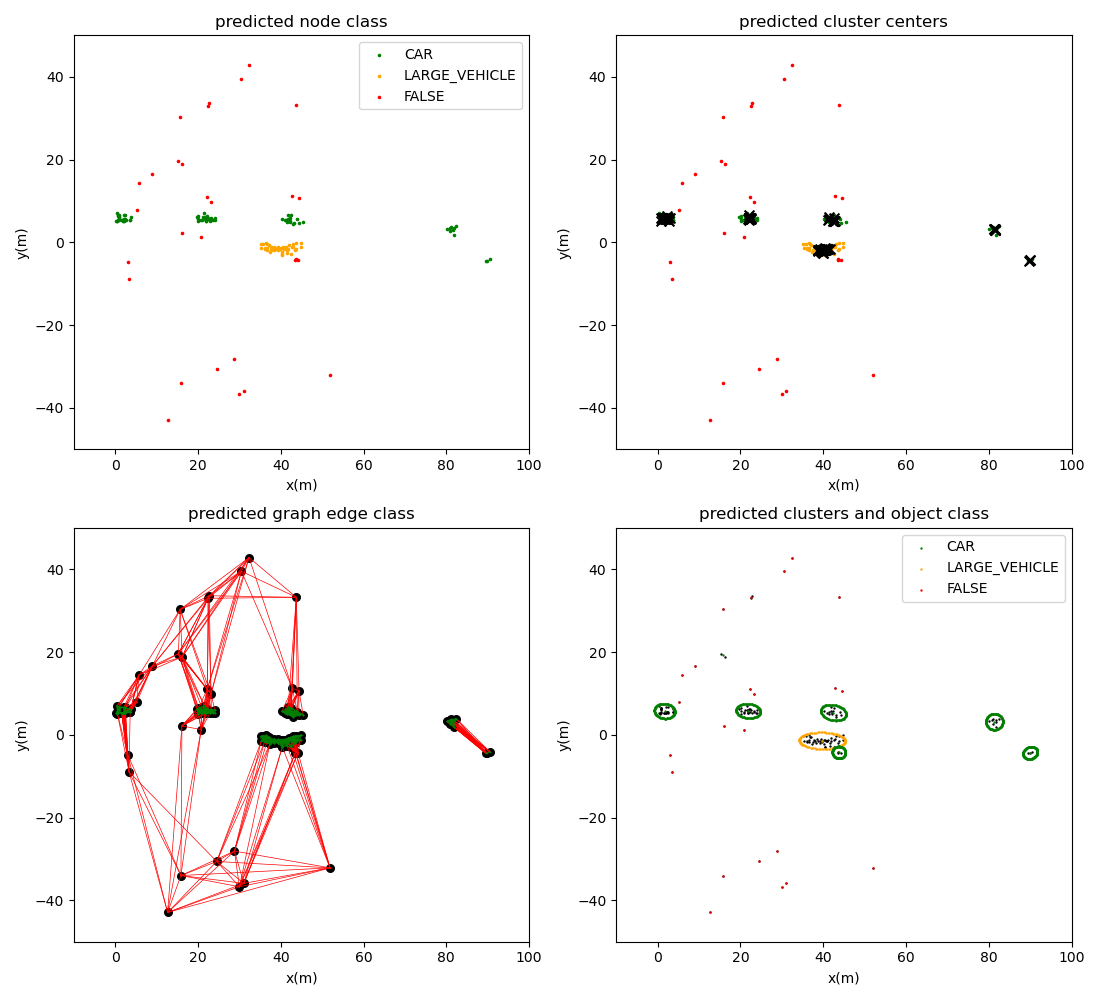 predicted node class
CAR
LARGE_VEHICLE
FALSE
40
20
0
−20
−40
y(m)
0 20 40 60 80 100
x(m)
predicted cluster centers
40
20
0
−20
−40
y(m)
0 20 40 60 80 100
x(m)
predicted graph edge class
40
20
0
−20
−40
y(m)
0 20 40 60 80 100
x(m)
predicted clusters and object class
CAR
LARGE_VEHICLE
FALSE
40
20
0
−20
−40
y(m)
0 20 40 60 80 100
x(m)